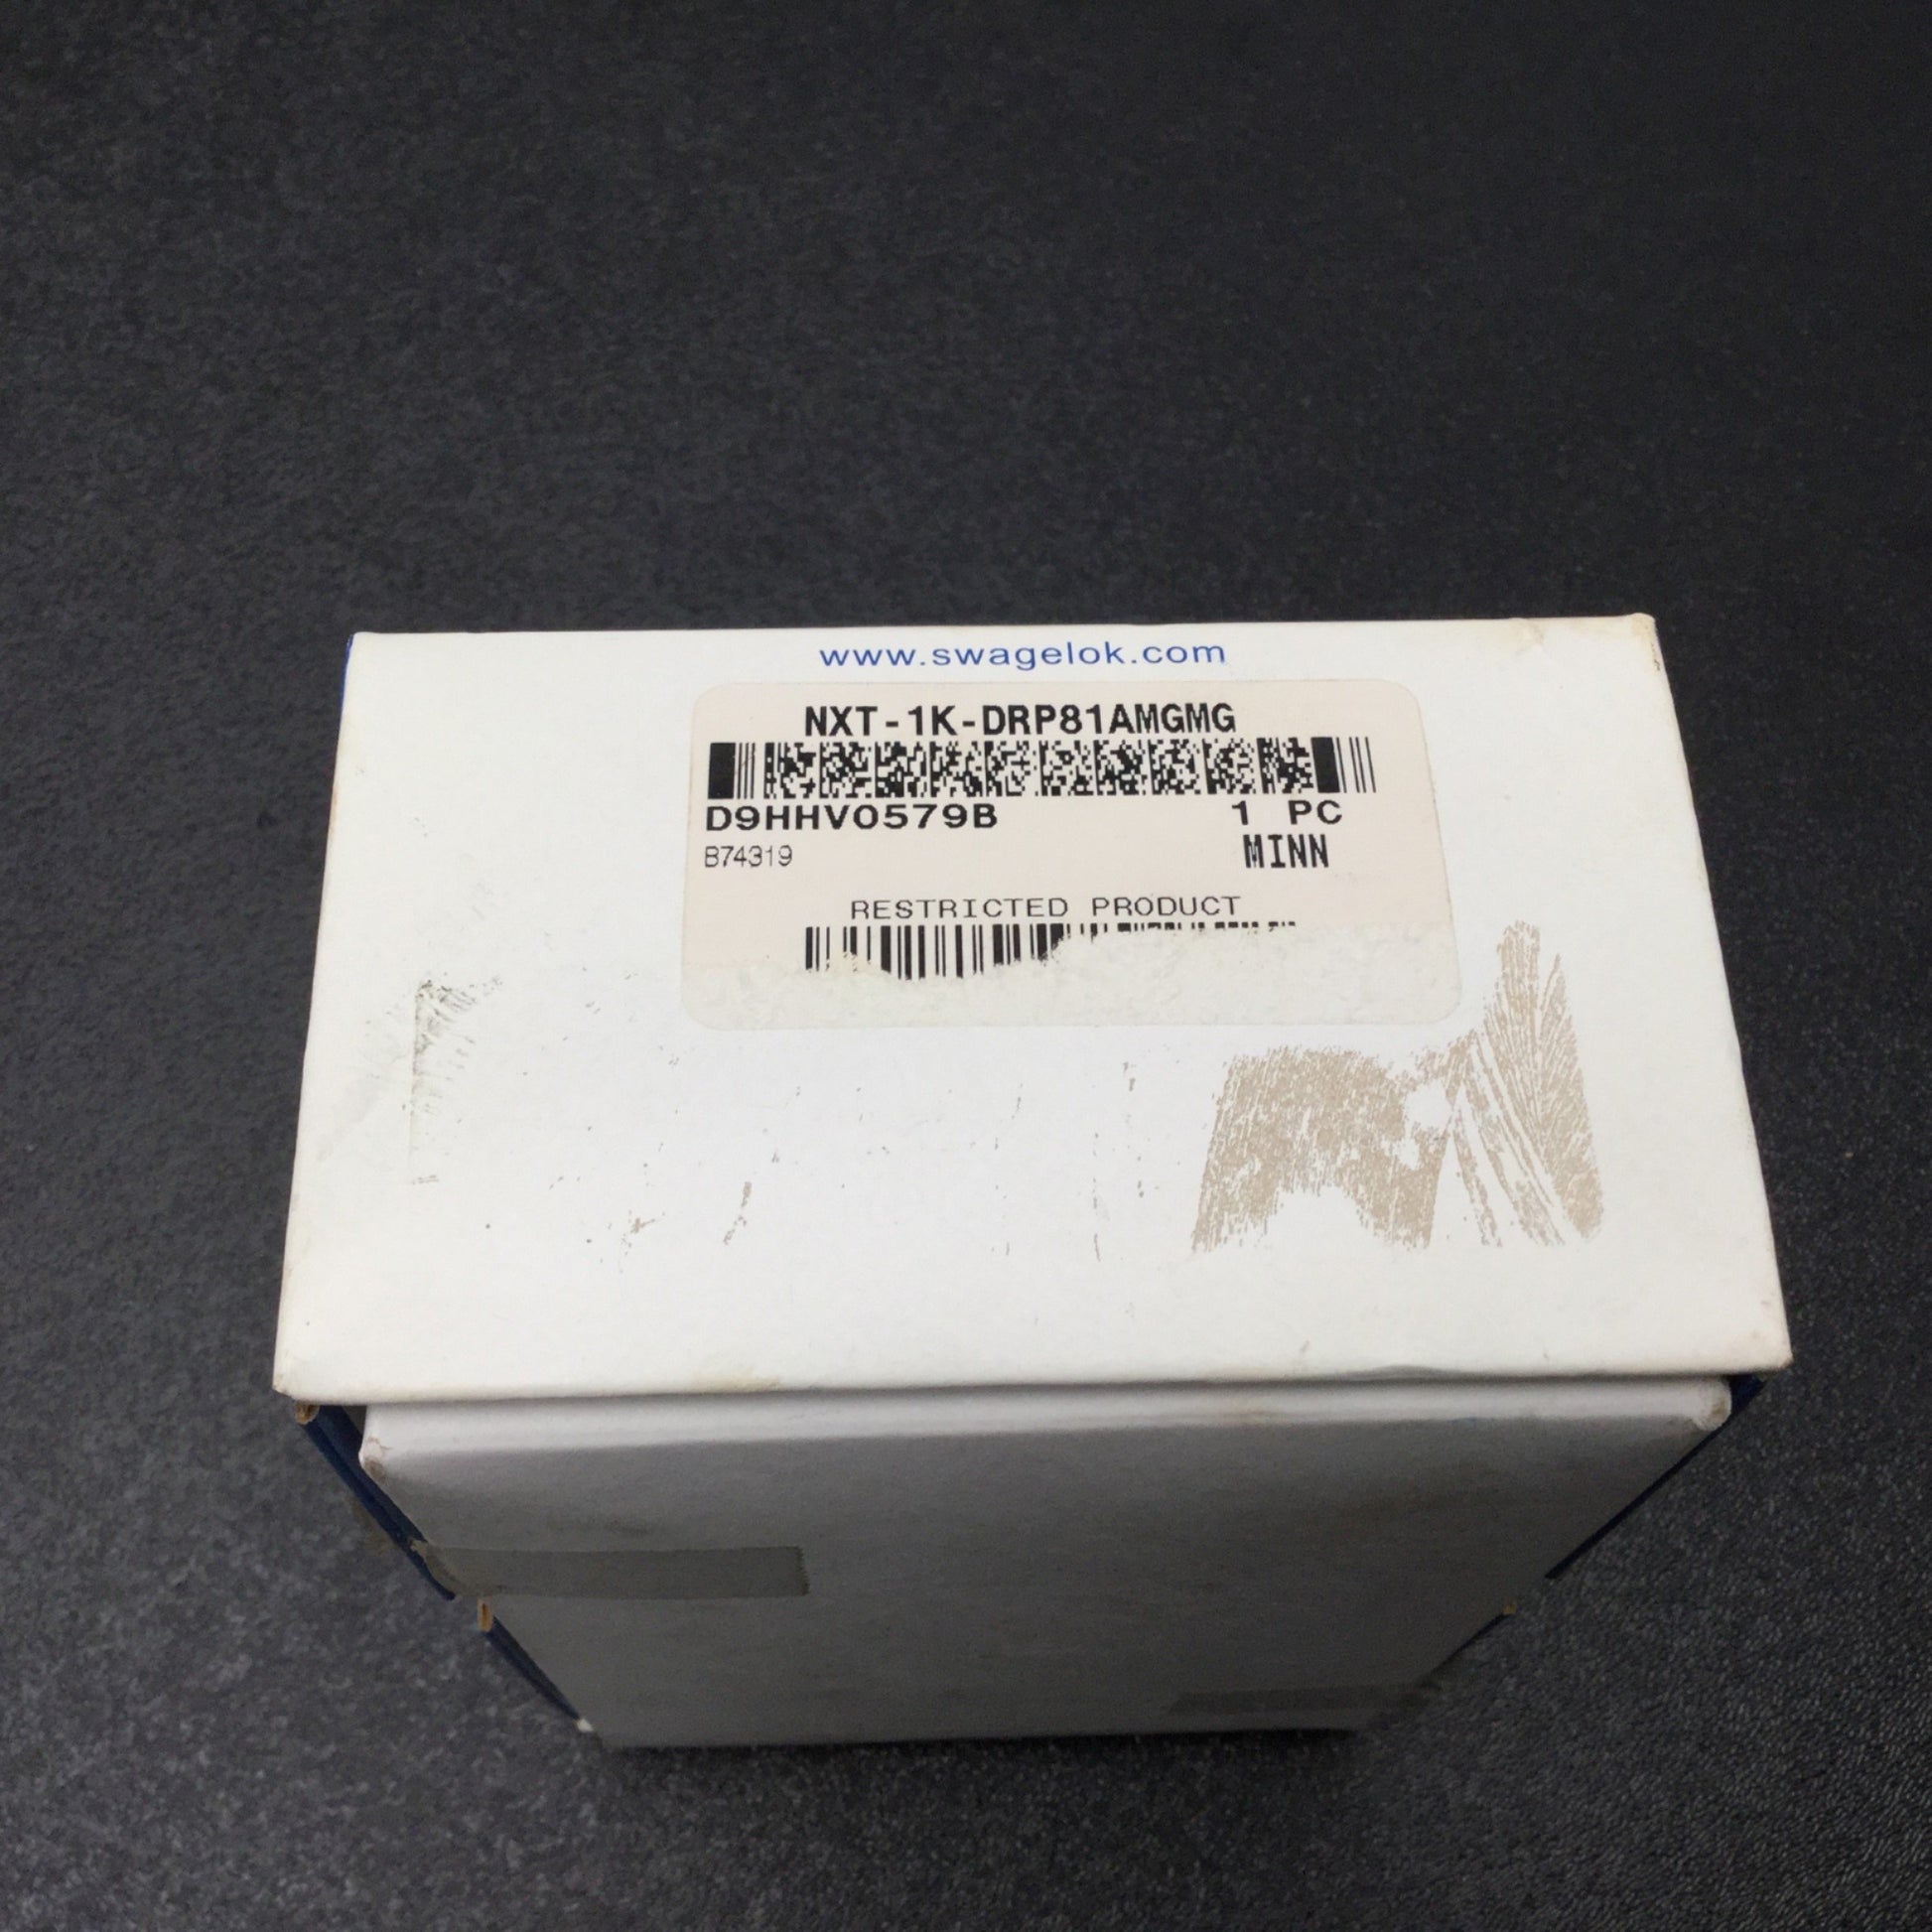 www.swagelok.com
NXT-1K-DRP81AMGMG
D9HHV0579B 1 PC
B74319 MINN
RESTRICTED PRODUCT